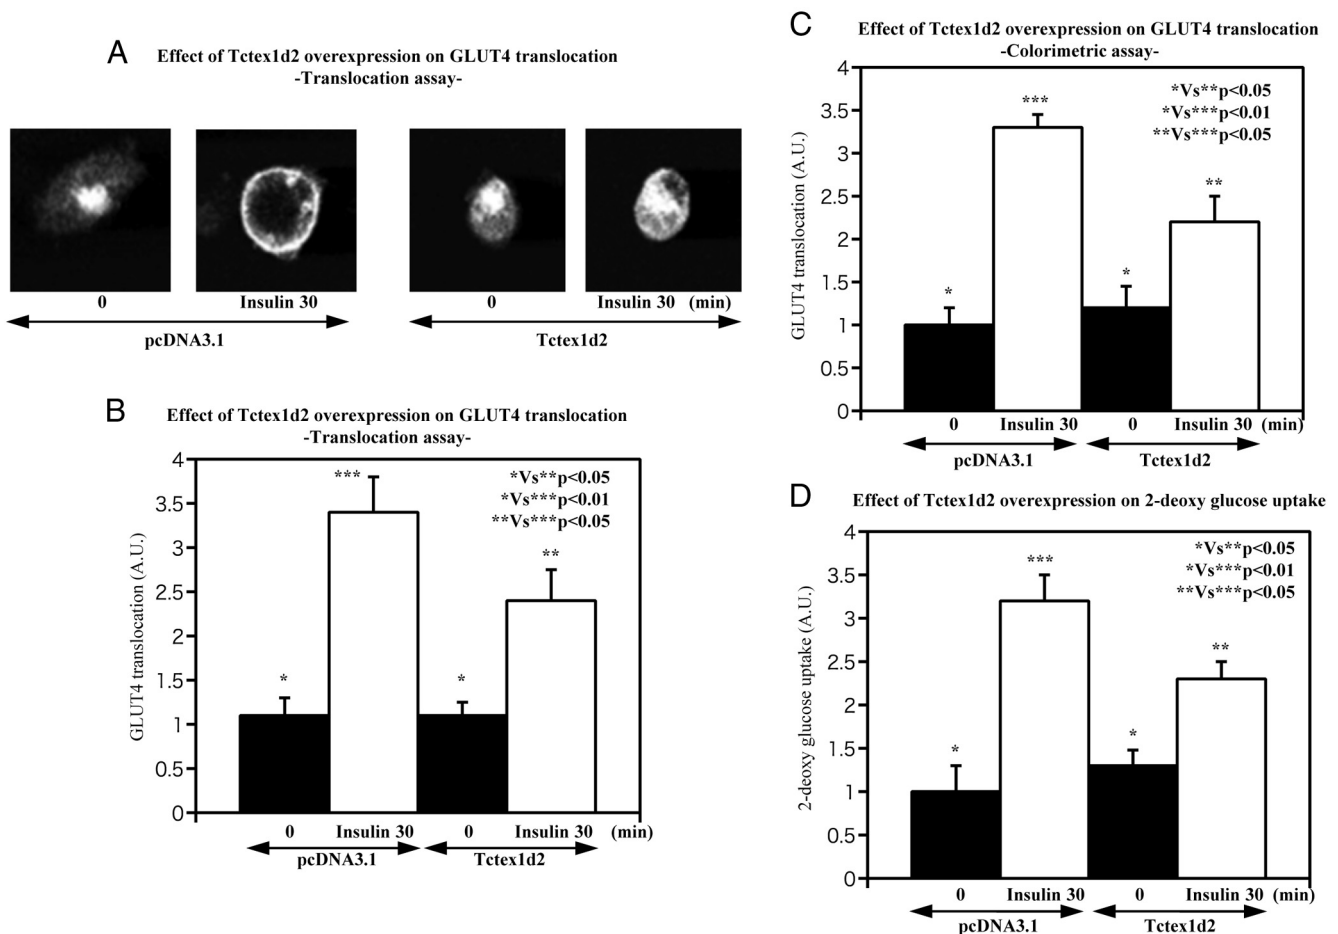 A
Effect of Tctex1d2 overexpression on GLUT4 translocation
-Translocation assay-
0
Insulin 30
0
Insulin 30 (min)
pcDNA3.1
Tctex1d2
B
Effect of Tctex1d2 overexpression on GLUT4 translocation
-Translocation assay-
GLUT4 translocation (A.U.)
4
3.5
3
2.5
2
1.5
1
0.5
0
*
***
*
**
*Vs**p<0.05
*Vs***p<0.01
**Vs***p<0.05
0 Insulin 30 0 Insulin 30 (min)
pcDNA3.1 Tctex1d2
C
Effect of Tctex1d2 overexpression on GLUT4 translocation
-Colorimetric assay-
GLUT4 translocation (A.U.)
4
3.5
3
2.5
2
1.5
1
0.5
0
*
***
*
**
*Vs**p<0.05
*Vs***p<0.01
**Vs***p<0.05
0 Insulin 30 0 Insulin 30 (min)
pcDNA3.1 Tctex1d2
D
Effect of Tctex1d2 overexpression on 2-deoxy glucose uptake
2-deoxy glucose uptake (A.U.)
4
3.5
3
2.5
2
1.5
1
0.5
0
*
***
*
**
*Vs**p<0.05
*Vs***p<0.01
**Vs***p<0.05
0 Insulin 30 0 Insulin 30 (min)
pcDNA3.1 Tctex1d2